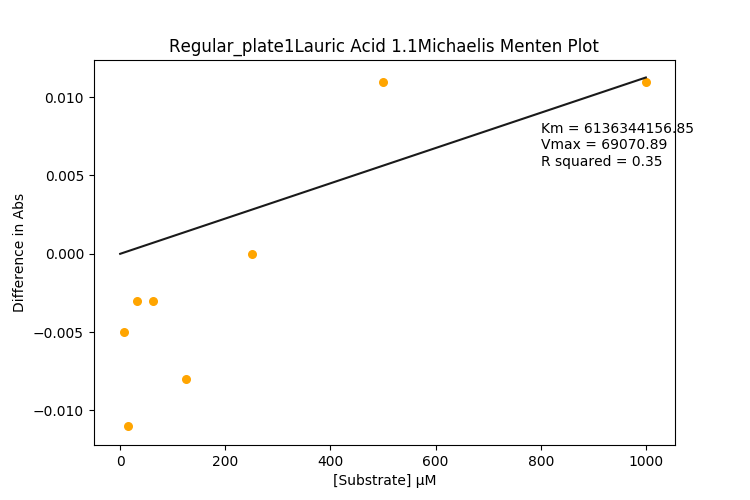 Regular_plate1Lauric Acid 1.1Michaelis Menten Plot
0.010
Km = 6136344156.85
Vmax = 69070.89
R squared = 0.35
0.005
0.000
−0.005
−0.010
Difference in Abs
0 200 400 600 800 1000
[Substrate] µM